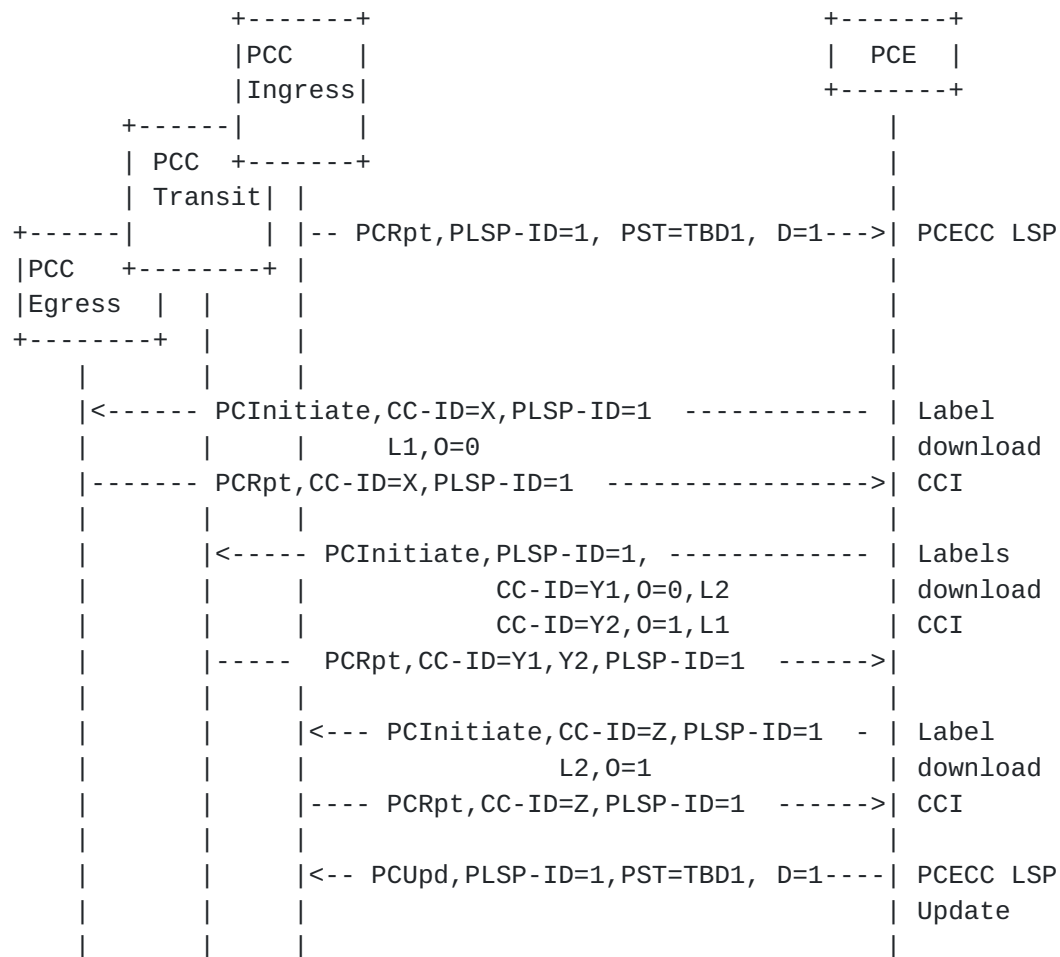 +-------+                           +-------+
                |PCC    |                           |  PCE  |
                |Ingress|                           +-------+
         +------|       |                               |
         | PCC  +-------+                               |
         | Transit| |                                   |
  +------|        | |-- PCRpt,PLSP-ID=1, PST=TBD1, D=1--->| PCECC LSP
  |PCC   +--------+ |                                   |
  |Egress  |  |     |                                   |
  +--------+  |     |                                   |
      |       |     |                                   |
      |<------ PCInitiate,CC-ID=X,PLSP-ID=1  ------------ | Label
      |       |     |     L1,O=0                          | download
      |------- PCRpt,CC-ID=X,PLSP-ID=1  ----------------->| CCI
      |       |     |                                   |
      |       |<----- PCInitiate,PLSP-ID=1, ------------- | Labels
      |       |     |            CC-ID=Y1,O=0,L2          | download
      |       |     |            CC-ID=Y2,O=1,L1          | CCI
      |       |-----  PCRpt,CC-ID=Y1,Y2,PLSP-ID=1  ------>|
      |       |     |                                   |
      |       |     |<--- PCInitiate,CC-ID=Z,PLSP-ID=1  - | Label
      |       |     |                L2,O=1               | download
      |       |     |---- PCRpt,CC-ID=Z,PLSP-ID=1  ------>| CCI
      |       |     |                                   |
      |       |     |<-- PCUpd,PLSP-ID=1,PST=TBD1, D=1----| PCECC LSP
      |       |     |                                   | Update
      |       |     |                                   |